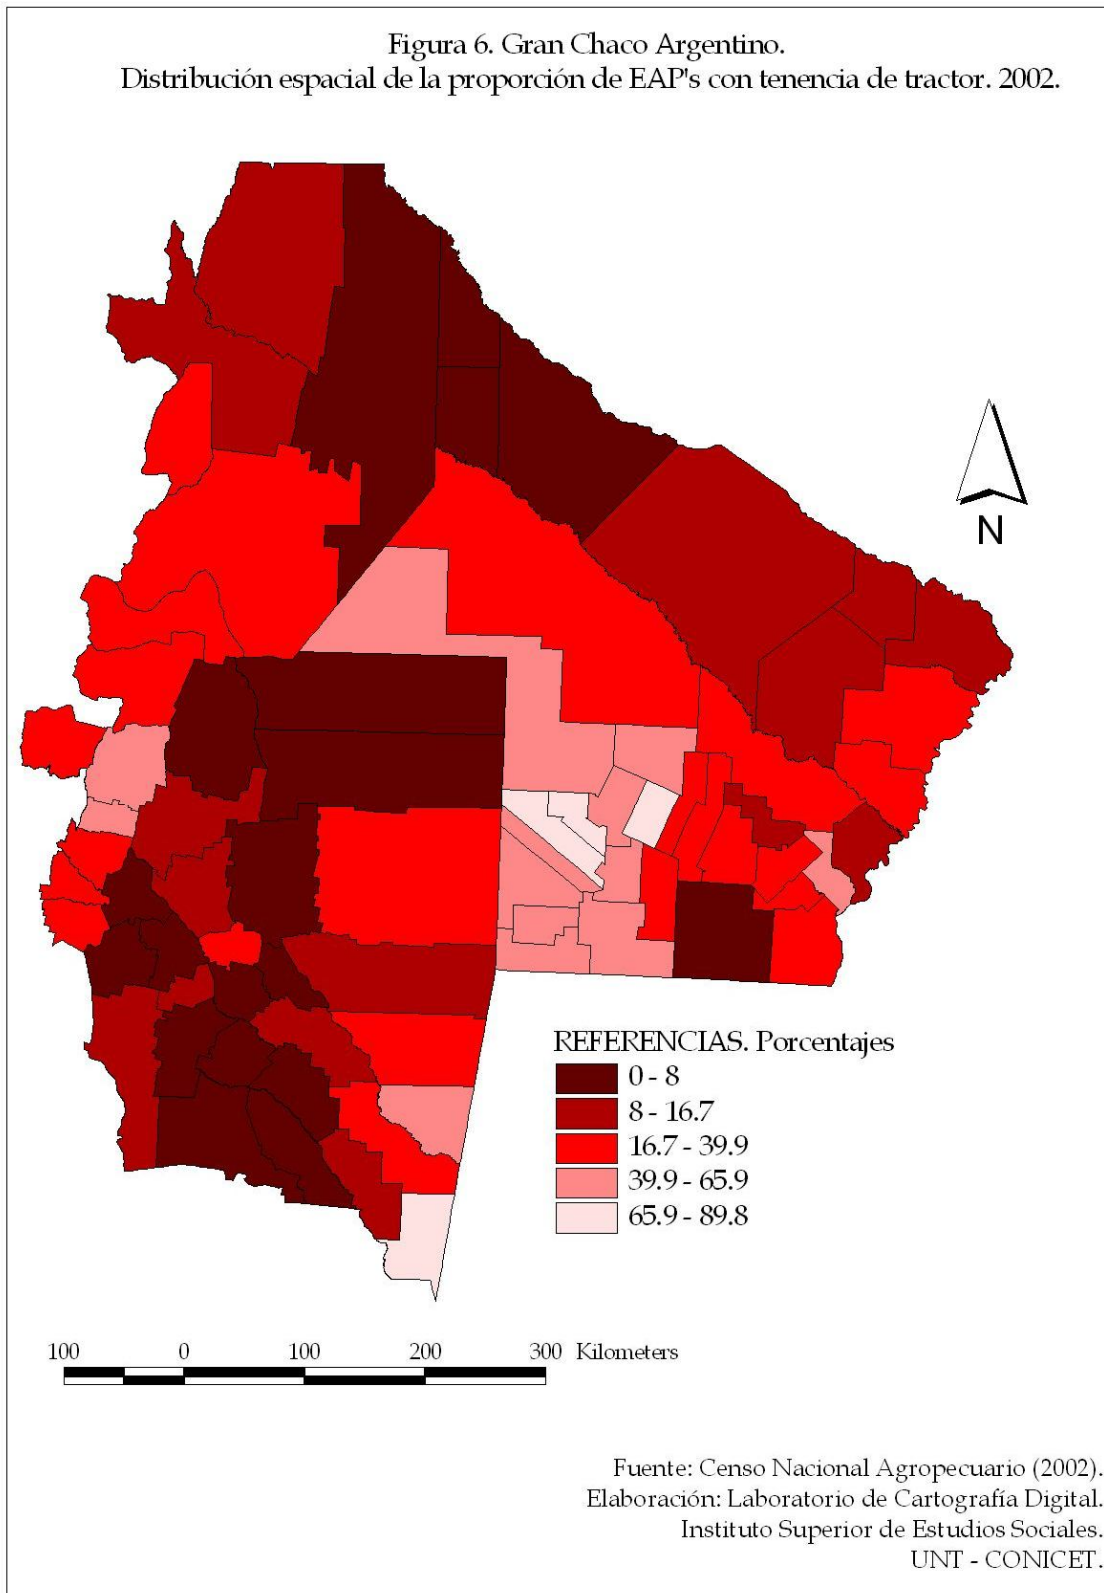 Figura 6. Gran Chaco Argentino.
Distribución espacial de la proporción de EAP's con tenencia de tractor. 2002.
N
REFERENCIAS. Porcentajes
0 - 8
8 - 16.7
16.7 - 39.9
39.9 - 65.9
65.9 - 89.8
100 0 100 200 300 Kilometers
Fuente: Censo Nacional Agropecuario (2002).
Elaboración: Laboratorio de Cartografía Digital.
Instituto Superior de Estudios Sociales.
UNT - CONICET.